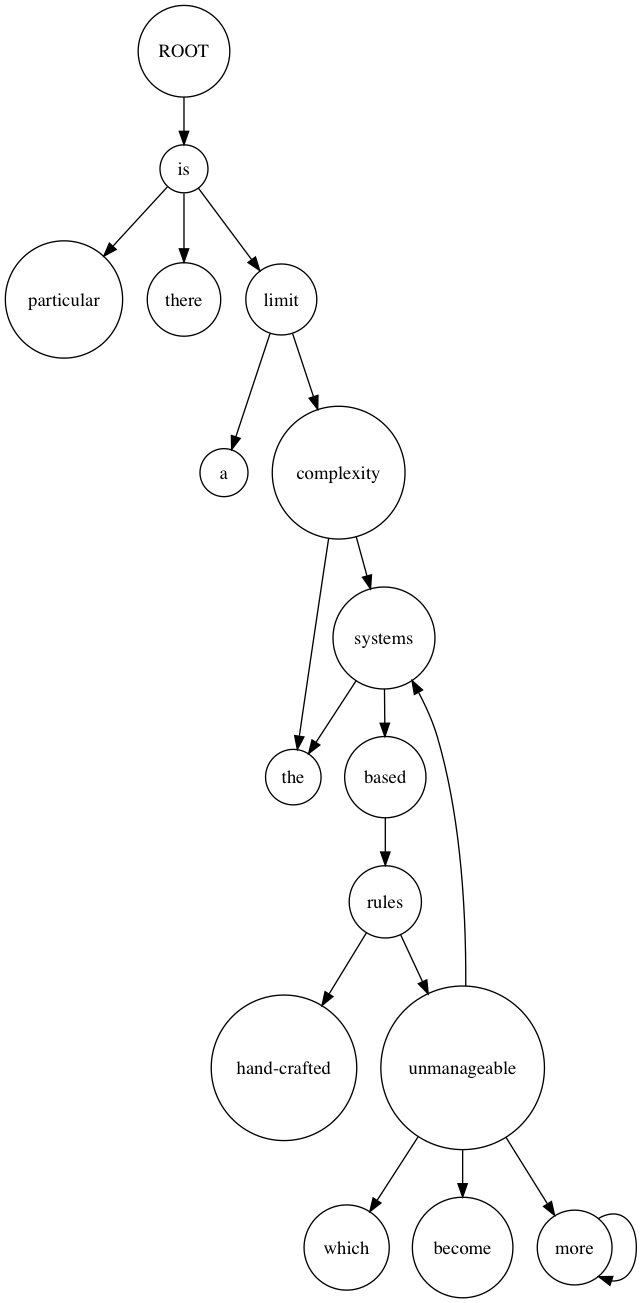 ROOT
is
particular
there
limit
a
complexity
systems
the
based
rules
hand-crafted
unmanageable
which
become
more